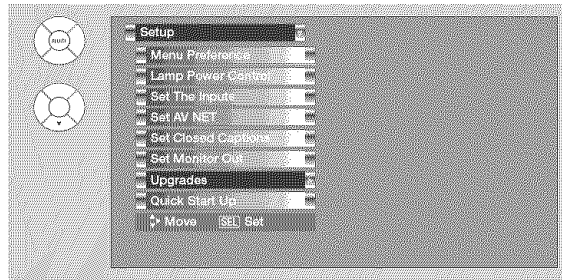 Setup
Menu Preference
Lamp Power Control
Set The Inputs
Set AV NET
Set Closed Captions
Set Monitor Out
Upgrades
Quick Start Up
Move SEL Set